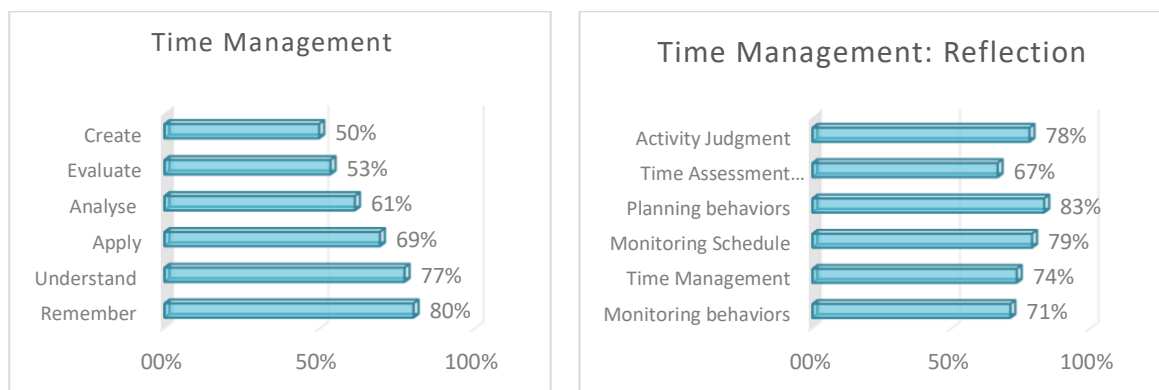 Time Management
Create 50%
Evaluate 53%
Analyse 61%
Apply 69%
Understand 77%
Remember 80%
00% 50% 100%
Time Management: Reflection
Activity Judgment 78%
Time Assessment... 67%
Planning behaviors 83%
Monitoring Schedule 79%
Time Management 74%
Monitoring behaviors 71%
00% 50% 100%